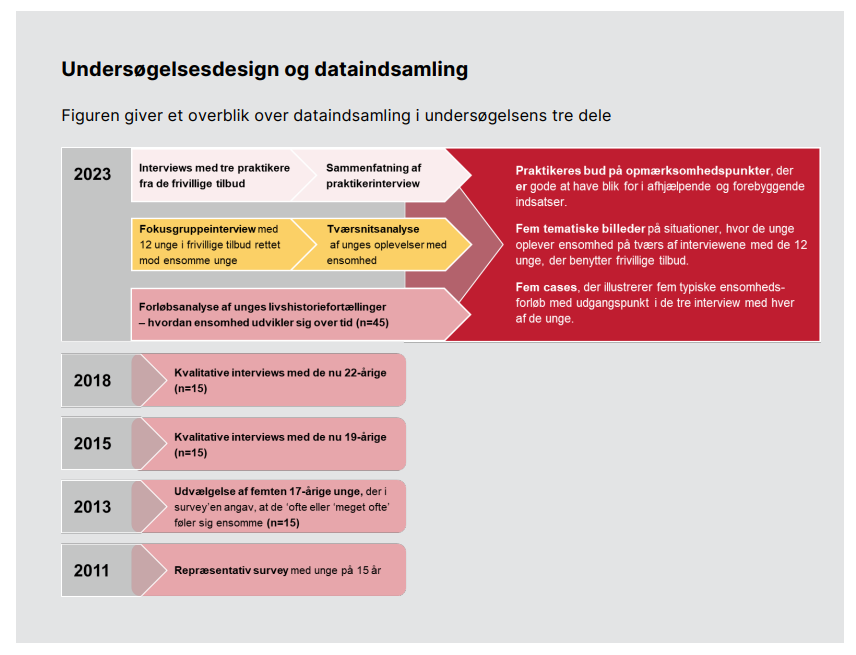 Undersøgelsesdesign og dataindsamling
Figuren giver et overblik over dataindsamling i undersøgelsens tre dele
2023
Interviews med tre praktikere
fra de frivillige tilbud
Sammenfatning af
praktikerinterview
Fokusgruppeinterview med
12 unge i frivillige tilbud rettet
mod ensomme unge
Tværsnitsanalyse
af unges oplevelser med
ensomhed
Forløbsanalyse af unges livshistoriefortællinger
– hvordan ensomhed udvikler sig over tid (n=45)
Praktikeres bud på opmærksomhedspunkter, der
er gode at have blik for i afhjælpende og forebyggende
indsatser.
Fem tematiske billeder på situationer, hvor de unge
oplever ensomhed på tværs af interviewene med de 12
unge, der benytter frivillige tilbud.
Fem cases, der illustrerer fem typiske ensomheds-
forløb med udgangspunkt i de tre interview med hver
af de unge.
2018
Kvalitative interviews med de nu 22-årige
(n=15)
2015
Kvalitative interviews med de nu 19-årige
(n=15)
2013
Udvælgelse af femten 17-årige unge, der i
survey’en angav, at de ‘ofte eller ‘meget ofte’
føler sig ensomme (n=15)
2011
Repræsentativ survey med unge på 15 år